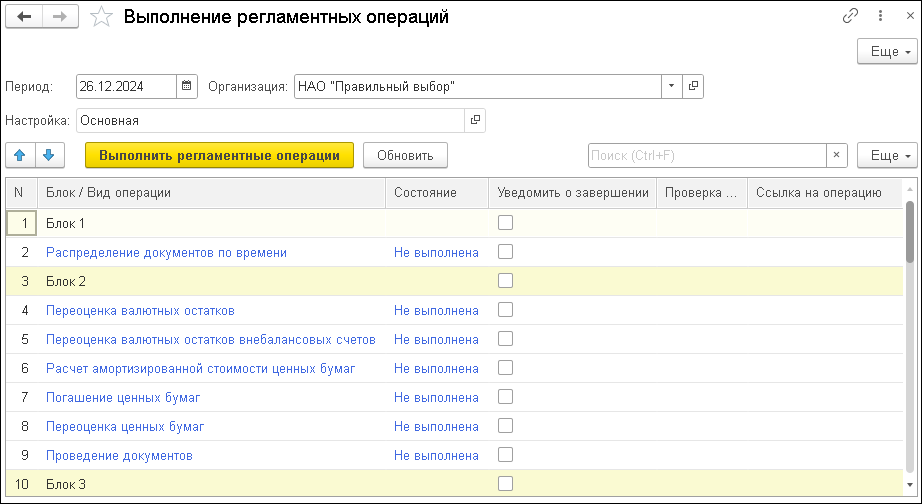 Выполнение регламентных операций
Еще
Период: 26.12.2024 Организация: НАО "Правильный выбор"
Настройка: Основная
Выполнить регламентные операции Обновить Поиск (Ctrl+F) × Еще
N Блок / Вид операции Состояние Уведомить о завершении Проверка ... Ссылка на операцию
1 Блок 1
2 Распределение документов по времени Не выполнена
3 Блок 2
4 Переоценка валютных остатков Не выполнена
5 Переоценка валютных остатков внебалансовых счетов Не выполнена
6 Расчет амортизированной стоимости ценных бумаг Не выполнена
7 Погашение ценных бумаг Не выполнена
8 Переоценка ценных бумаг Не выполнена
9 Проведение документов Не выполнена
10 Блок 3